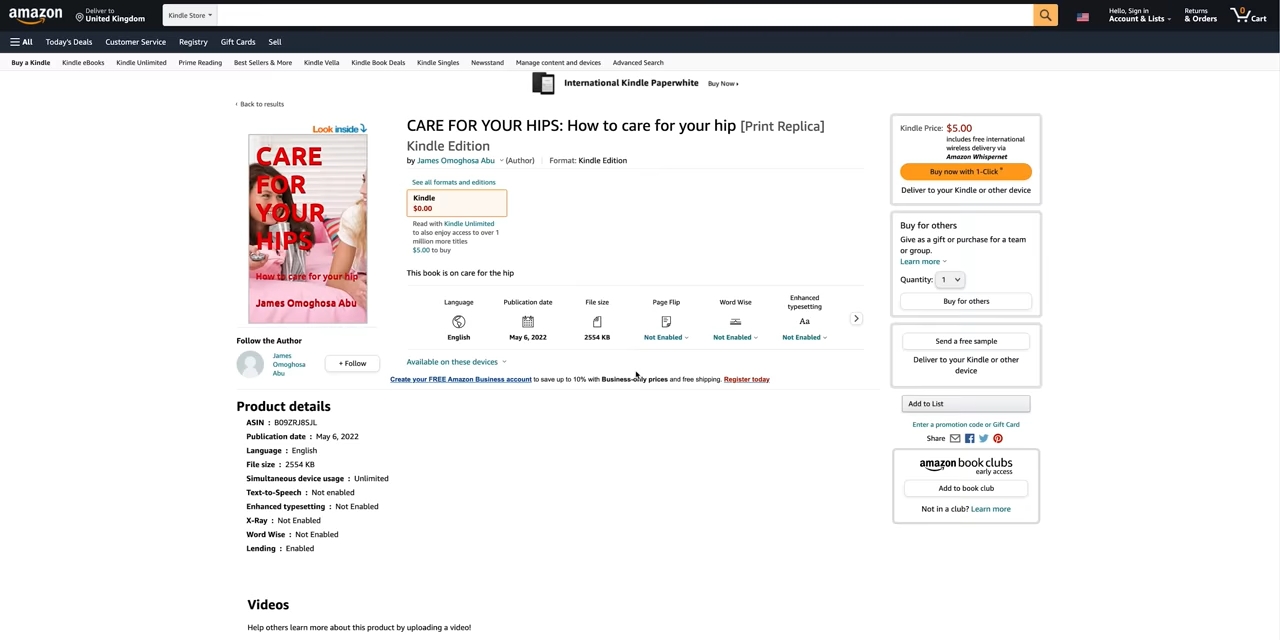 amazon
Deliver to
United Kingdom
Kindle Store
Hello, Sign in
Account & Lists
Returns
& Orders
0
Cart
All
Today's Deals
Customer Service
Registry
Gift Cards
Sell
Buy a Kindle
Kindle eBooks
Kindle Unlimited
Prime Reading
Best Sellers & More
Kindle Vella
Kindle Book Deals
Kindle Singles
Newsstand
Manage content and devices
Advanced Search
International Kindle Paperwhite
Buy Now
‹ Back to results
Look inside
CARE
FOR
YOUR
HIPS
How to care for your hip
James Omoghosa Abu
Follow the Author
James
Omoghosa
Abu
+ Follow
CARE FOR YOUR HIPS: How to care for your hip [Print Replica]
Kindle Edition
by James Omoghosa Abu (Author) Format: Kindle Edition
See all formats and editions
Kindle
$0.00
Read with Kindle Unlimited
to also enjoy access to over 1
million more titles
$5.00 to buy
This book is on care for the hip
Language
English
Publication date
May 6, 2022
File size
2554 KB
Page Flip
Not Enabled
Word Wise
Not Enabled
Enhanced
typesetting
Aa
Not Enabled
Available on these devices
Create your FREE Amazon Business account to save up to 10% with Business-only prices and free shipping. Register today
Kindle Price: $5.00
includes free international
wireless delivery via
Amazon Whispernet
Buy now with 1-Click
Deliver to your Kindle or other device
Buy for others
Give as a gift or purchase for a team
or group.
Learn more
Quantity: 1
Buy for others
Send a free sample
Deliver to your Kindle or other
device
Add to List
Enter a promotion code or Gift Card
Share
amazon book clubs
early access
Add to book club
Not in a club? Learn more
Product details
ASIN : B09ZRJ8SJL
Publication date : May 6, 2022
Language : English
File size : 2554 KB
Simultaneous device usage : Unlimited
Text-to-Speech : Not enabled
Enhanced typesetting : Not Enabled
X-Ray : Not Enabled
Word Wise : Not Enabled
Lending : Enabled
Videos
Help others learn more about this product by uploading a video!